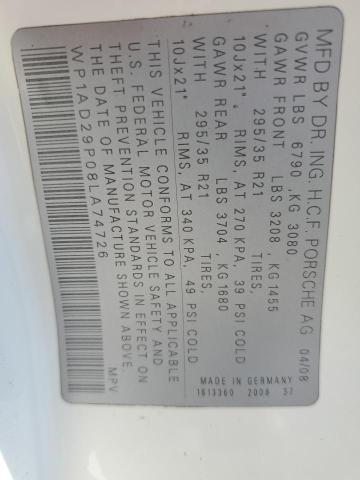 MFD BY DR. ING. H.C.F. PORSCHE AG 04/08
GVWR LBS 6790 ,KG 3080,
GAWR FRONT LBS 3208 , KG 1455
WITH 295/35 R21 TIRES,
10Jx21" RIMS, AT 270 KPA, 39 PSI COLD
GAWR REAR LBS 3704 , KG 1680
WITH 295/35 R21 TIRES,
10Jx21" RIMS, AT 340 KPA, 49 PSI COLD
THIS VEHICLE CONFORMS TO ALL APPLICABLE
U.S. FEDERAL MOTOR VEHICLE SAFETY AND
THEFT PREVENTION STANDARDS IN EFFECT ON
THE DATE OF MANUFACTURE SHOWN ABOVE.
WP1AD29P08LA74726 MPV
MADE IN GERMANY
1613360 2008 37